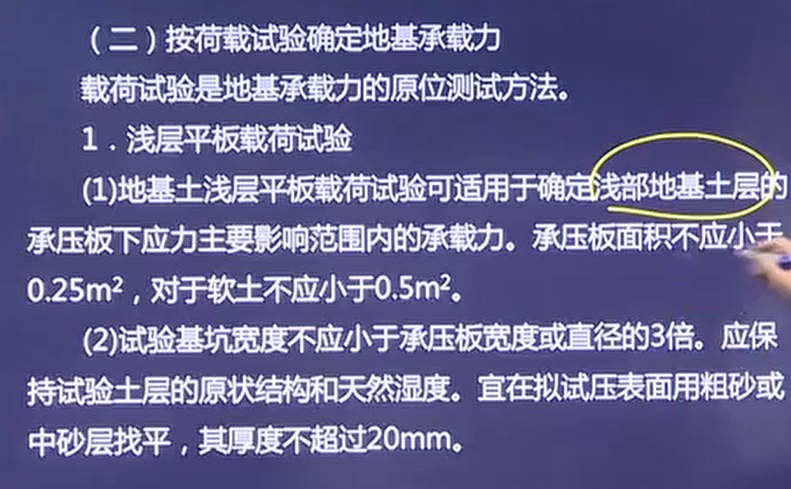 （二）按荷载试验确定地基承载力
载荷试验是地基承载力的原位测试方法。
1．浅层平板载荷试验
(1)地基土浅层平板载荷试验可适用于确定浅部地基土层的
承压板下应力主要影响范围内的承载力。承压板面积不应小于
0.25m²，对于软土不应小于0.5m²。
(2)试验基坑宽度不应小于承压板宽度或直径的3倍。应保
持试验土层的原状结构和天然湿度。宜在拟试压表面用粗砂或
中砂层找平，其厚度不超过20mm。